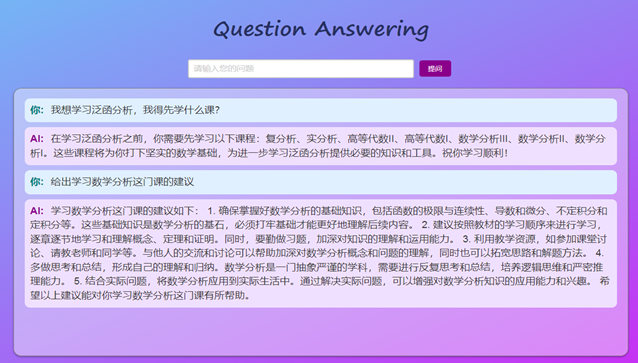 Question Answering
请输入您的问题
提问
你: 我想学习泛函分析，我得先学什么课?
AI: 在学习泛函分析之前，你需要先学习以下课程：复分析、实分析、高等代数II、高等代数I、数学分析III、数学分析II、数学分
析I。这些课程将为你打下坚实的数学基础，为进一步学习泛函分析提供必要的知识和工具。祝你学习顺利！
你: 给出学习数学分析这门课的建议
AI: 学习数学分析这门课的建议如下： 1. 确保掌握好数学分析的基础知识，包括函数的极限与连续性、导数和微分、不定积分和
定积分等。这些基础知识是数学分析的基石，必须打牢基础才能更好地理解后续内容。 2. 建议按照教材的学习顺序来进行学习，
逐章逐节地学习和理解概念、定理和证明。同时，要勤做习题，加深对知识的理解和运用能力。 3. 利用教学资源，如参加课堂讨
论、请教老师和同学等。与他人的交流和讨论可以帮助加深对数学分析概念和问题的理解，同时也可以拓宽思路和解题方法。 4.
多做思考和总结，形成自己的理解和归纳。数学分析是一门抽象严谨的学科，需要进行反复思考和总结，培养逻辑思维和严密推
理能力。 5. 结合实际问题，将数学分析应用到实际生活中。通过解决实际问题，可以增强对数学分析知识的应用能力和兴趣。 希
望以上建议能对你学习数学分析这门课有所帮助。